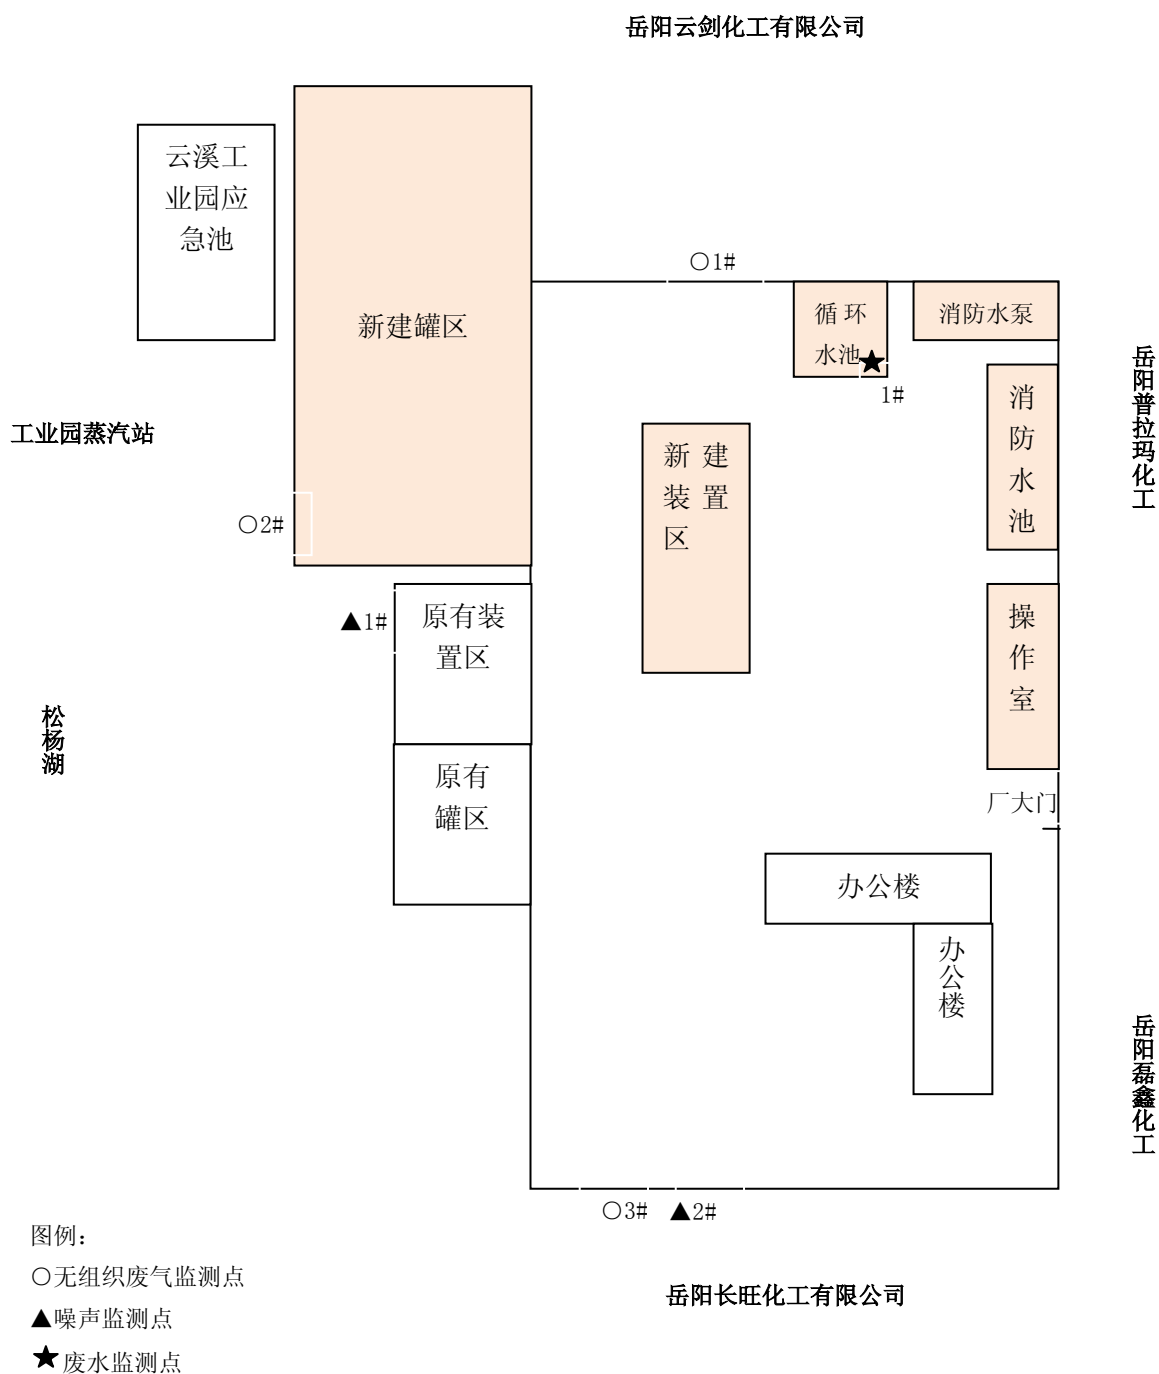 岳阳云剑化工有限公司
云溪工
业园应
急池
新建罐区
○1#
循 环
水池★
1#
消防水泵
消
防
水
池
岳阳普拉玛化工
工业园蒸汽站
新 建
装 置
区
○2#
▲1#
原有装
置区
操
作
室
松杨湖
原有
罐区
厂大门
办公楼
办公楼
岳阳磊鑫化工
○3#
▲2#
岳阳长旺化工有限公司
图例：
○无组织废气监测点
▲噪声监测点
★废水监测点